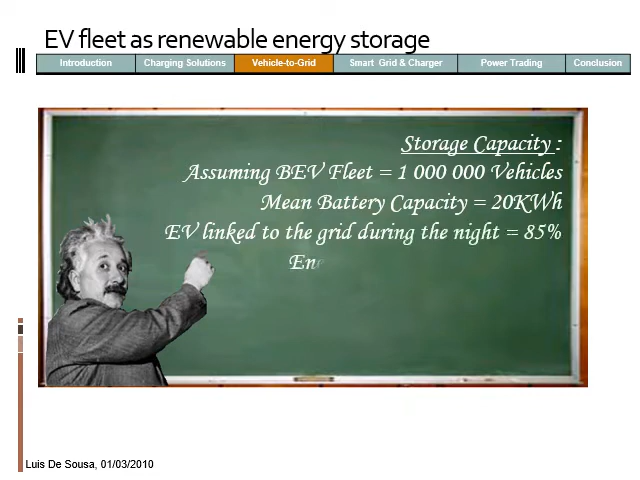 EV fleet as renewable energy storage
Introduction
Charging Solutions
Vehicle-to-Grid
Smart Grid & Charger
Power Trading
Conclusion
Storage Capacity :
Assuming BEV Fleet = 1 000 000 Vehicles
Mean Battery Capacity = 20KWh
EV linked to the grid during the night = 85%
Ene
Luis De Sousa, 01/03/2010